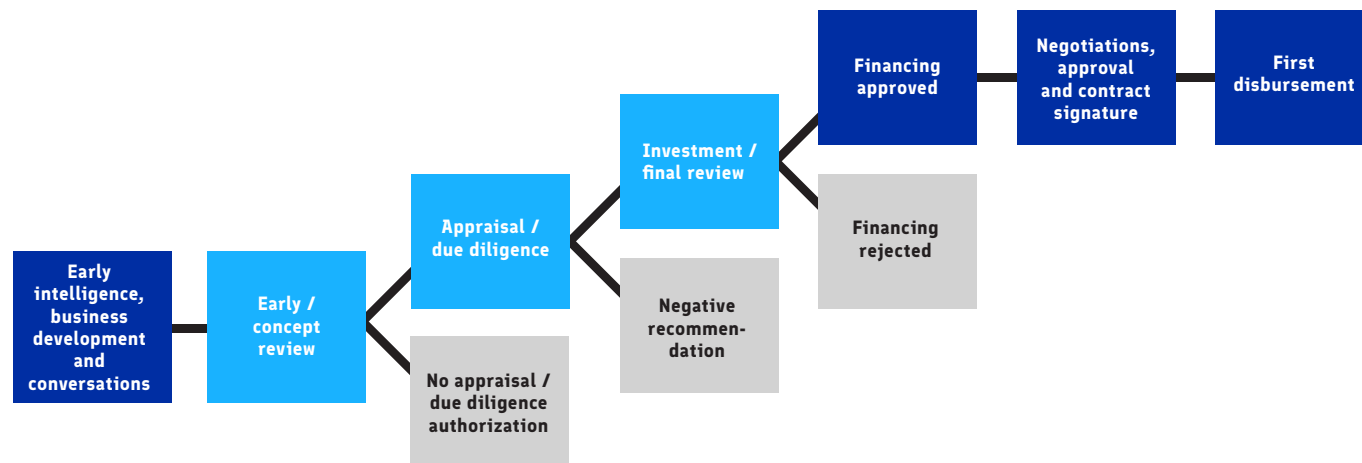 Early
intelligence,
business
development
and
conversations
Early /
concept
review
Appraisal /
due diligence
No appraisal /
due diligence
authorization
Investment /
final review
Negative
recommen-
dation
Financing
approved
Financing
rejected
Negotiations,
approval
and contract
signature
First
disbursement